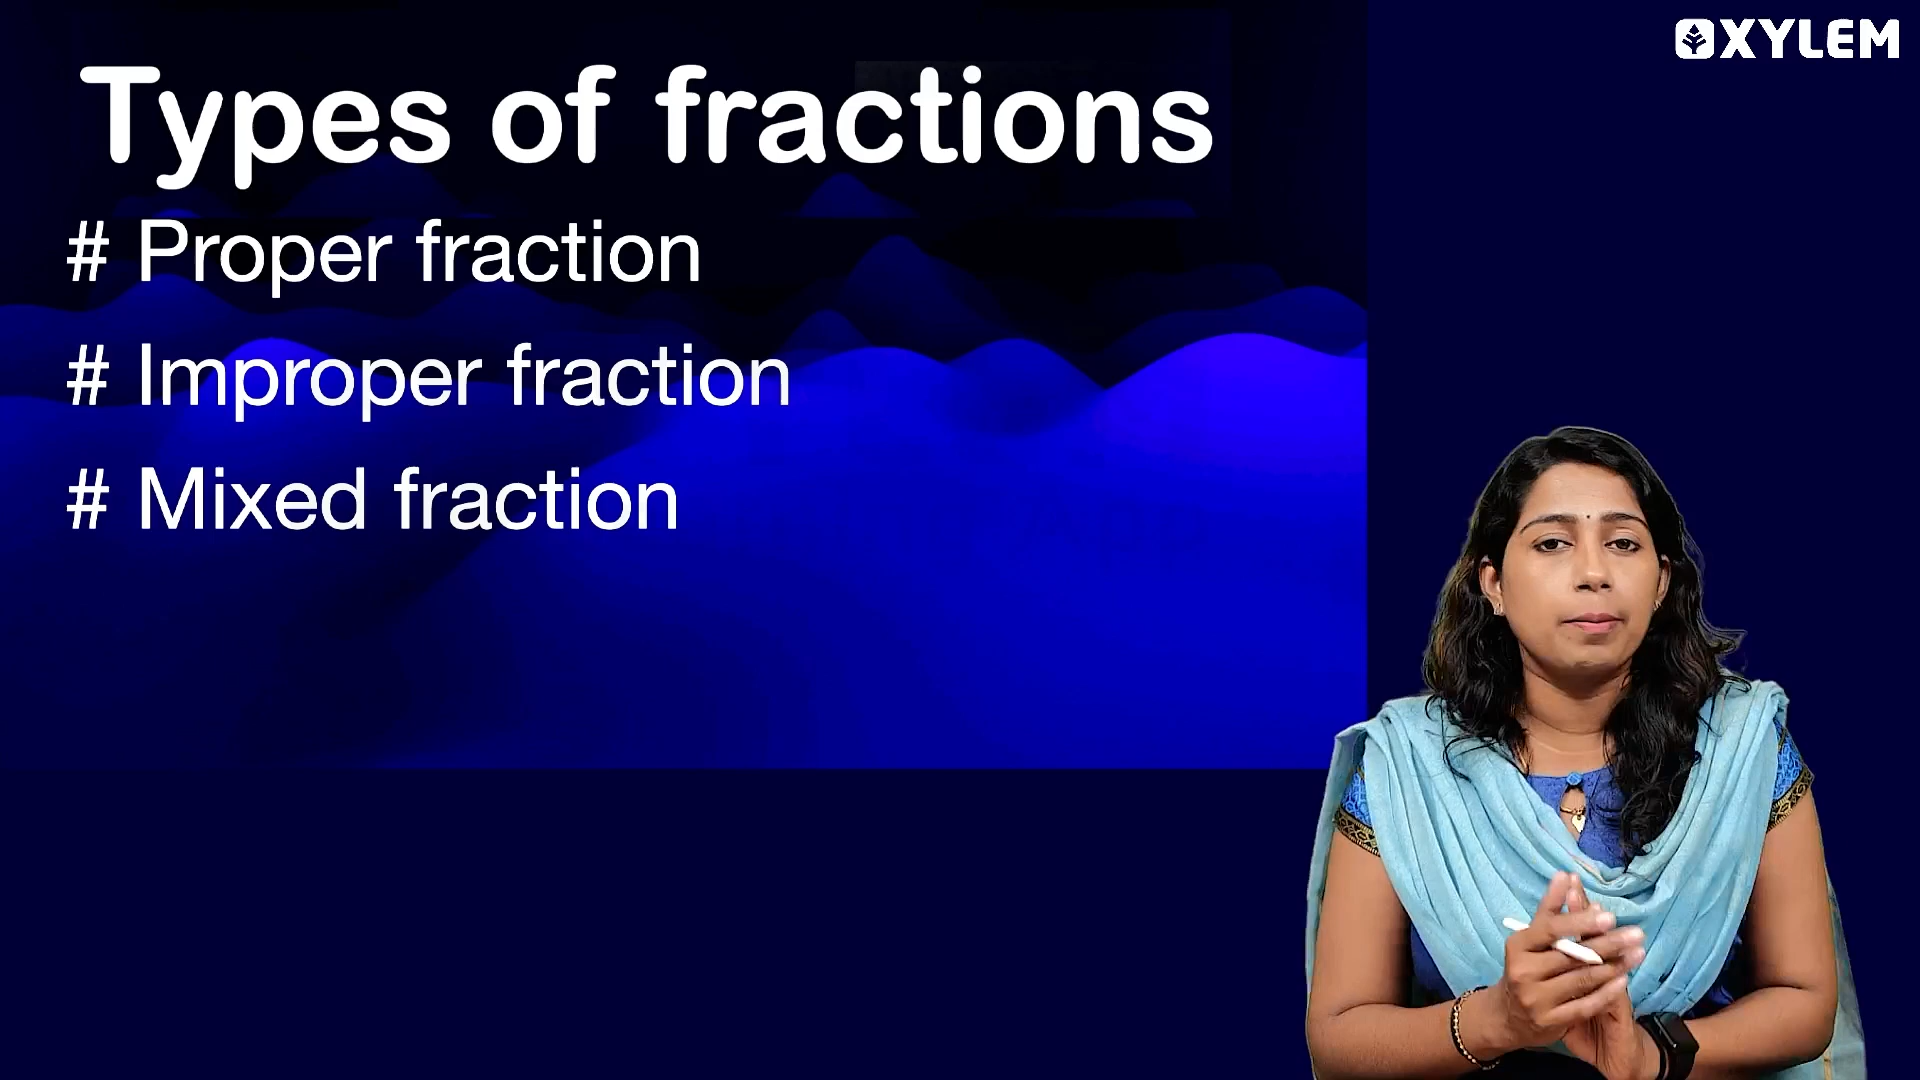 XYLEM
Types of fractions
# Proper fraction
# Improper fraction
# Mixed fraction